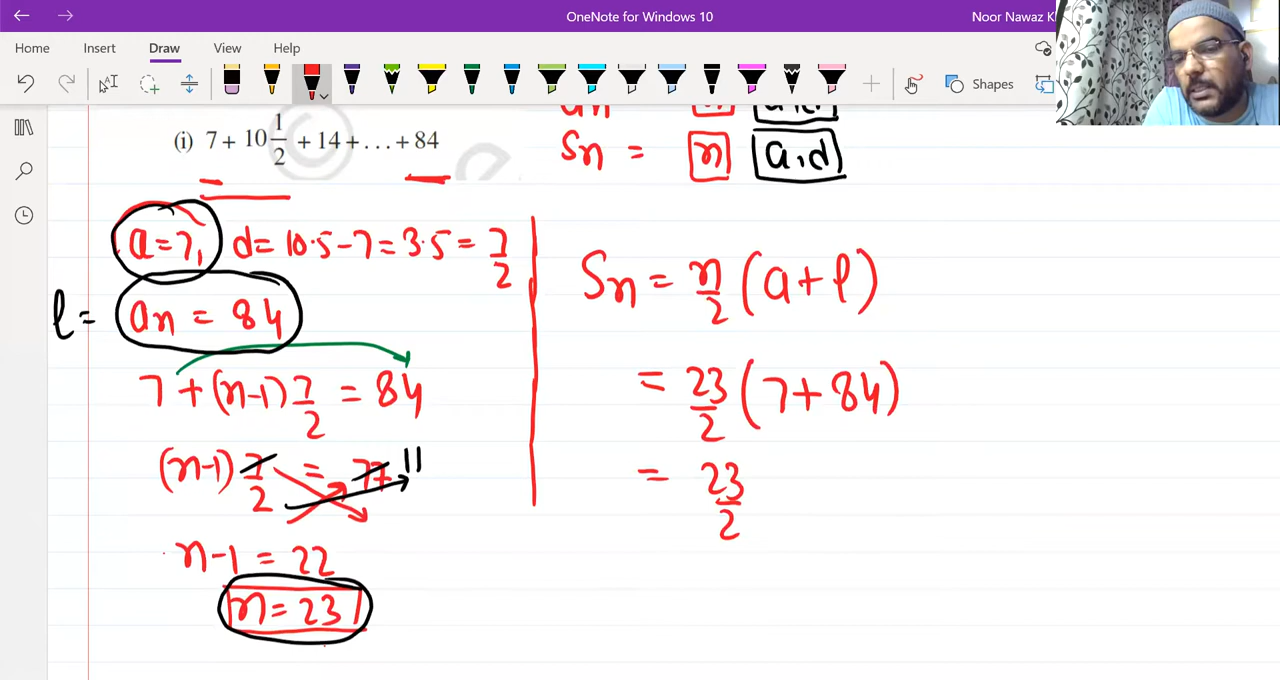 OneNote for Windows 10
Noor Nawaz K
Home Insert Draw View Help
Shapes
(i) 7 + 10 1/2 + 14 + . . . + 84
Sn = n a,d
a=7, d= 10.5-7=3.5= 7/2
l= an = 84
7+(n-1) 7/2 = 84
(n-1) 7/2 = 77 11
n-1 = 22
n= 23
Sn = n/2 (a+l)
= 23/2 (7+84)
= 23/2